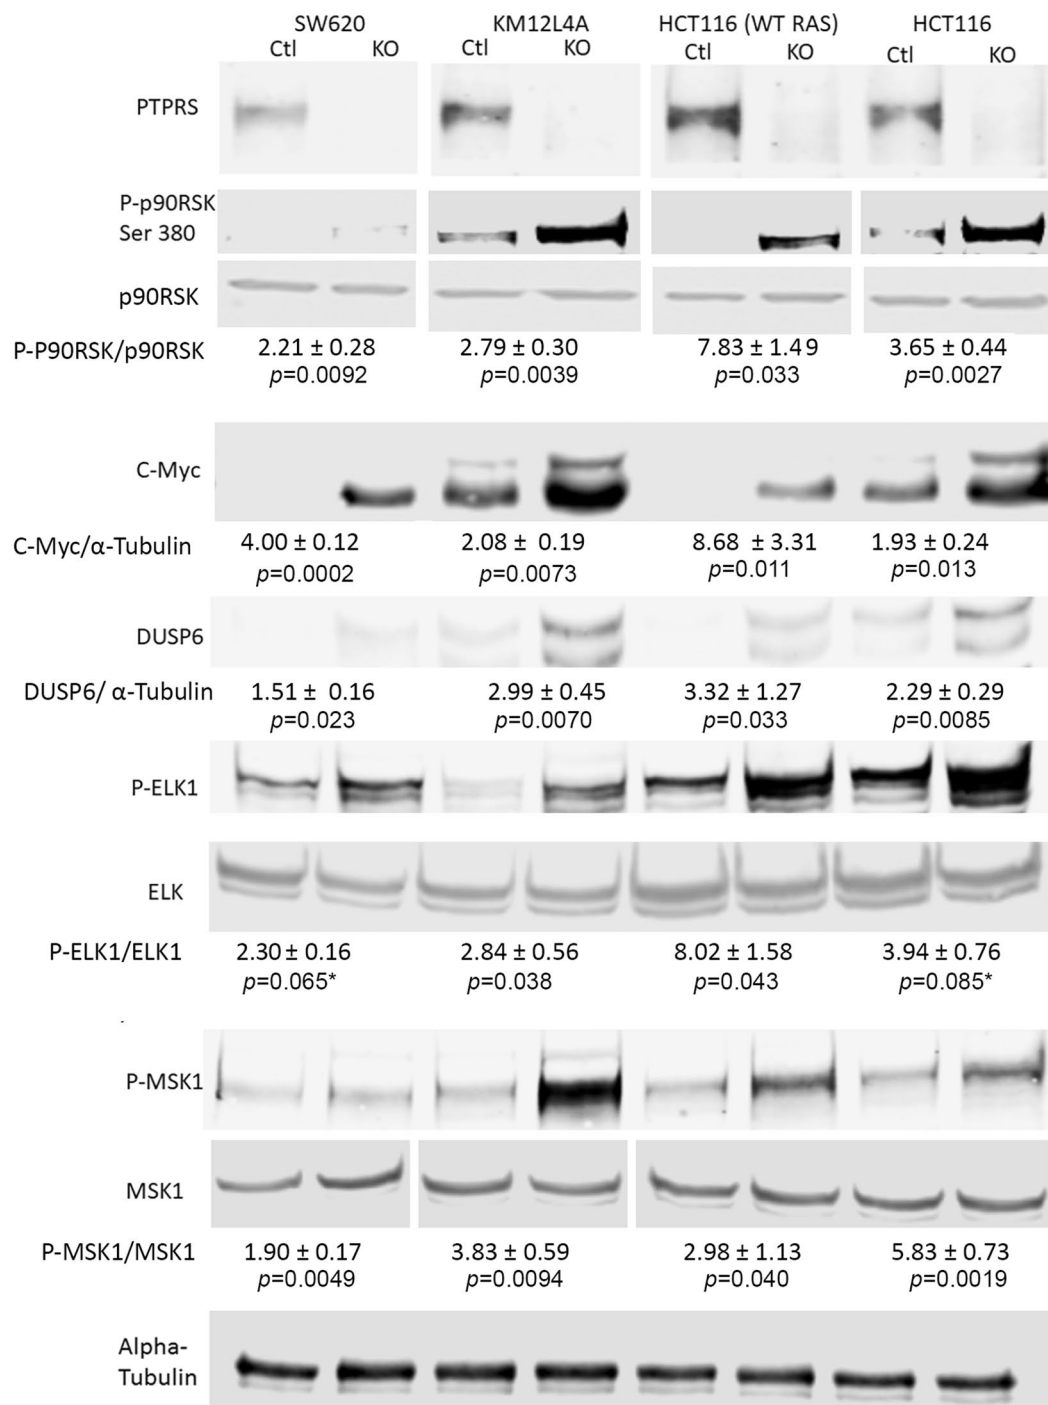 SW620 KM12L4A HCT116 (WT RAS) HCT116
Ctl KO Ctl KO Ctl KO Ctl KO
PTPRS
P-p90RSK
Ser 380
p90RSK
P-P90RSK/p90RSK 2.21 ± 0.28 2.79 ± 0.30 7.83 ± 1.49 3.65 ± 0.44
p=0.0092 p=0.0039 p=0.033 p=0.0027
C-Myc
C-Myc/α-Tubulin 4.00 ± 0.12 2.08 ± 0.19 8.68 ± 3.31 1.93 ± 0.24
p=0.0002 p=0.0073 p=0.011 p=0.013
DUSP6
DUSP6/ α-Tubulin 1.51 ± 0.16 2.99 ± 0.45 3.32 ± 1.27 2.29 ± 0.29
p=0.023 p=0.0070 p=0.033 p=0.0085
P-ELK1
ELK
P-ELK1/ELK1 2.30 ± 0.16 2.84 ± 0.56 8.02 ± 1.58 3.94 ± 0.76
p=0.065* p=0.038 p=0.043 p=0.085*
P-MSK1
MSK1
P-MSK1/MSK1 1.90 ± 0.17 3.83 ± 0.59 2.98 ± 1.13 5.83 ± 0.73
p=0.0049 p=0.0094 p=0.040 p=0.0019
Alpha-
Tubulin